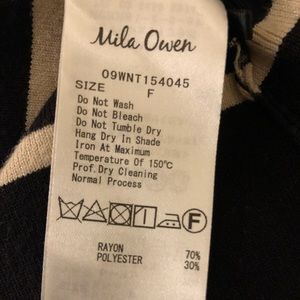 Mila Owen
09WNT154045
SIZE F
Do Not Wash
Do Not Bleach
Do Not Tumble Dry
Hang Dry In Shade
Iron At Maximum
Temperature Of 150℃
Prof.Dry Cleaning
Normal Process
F
RAYON 70%
POLYESTER 30%